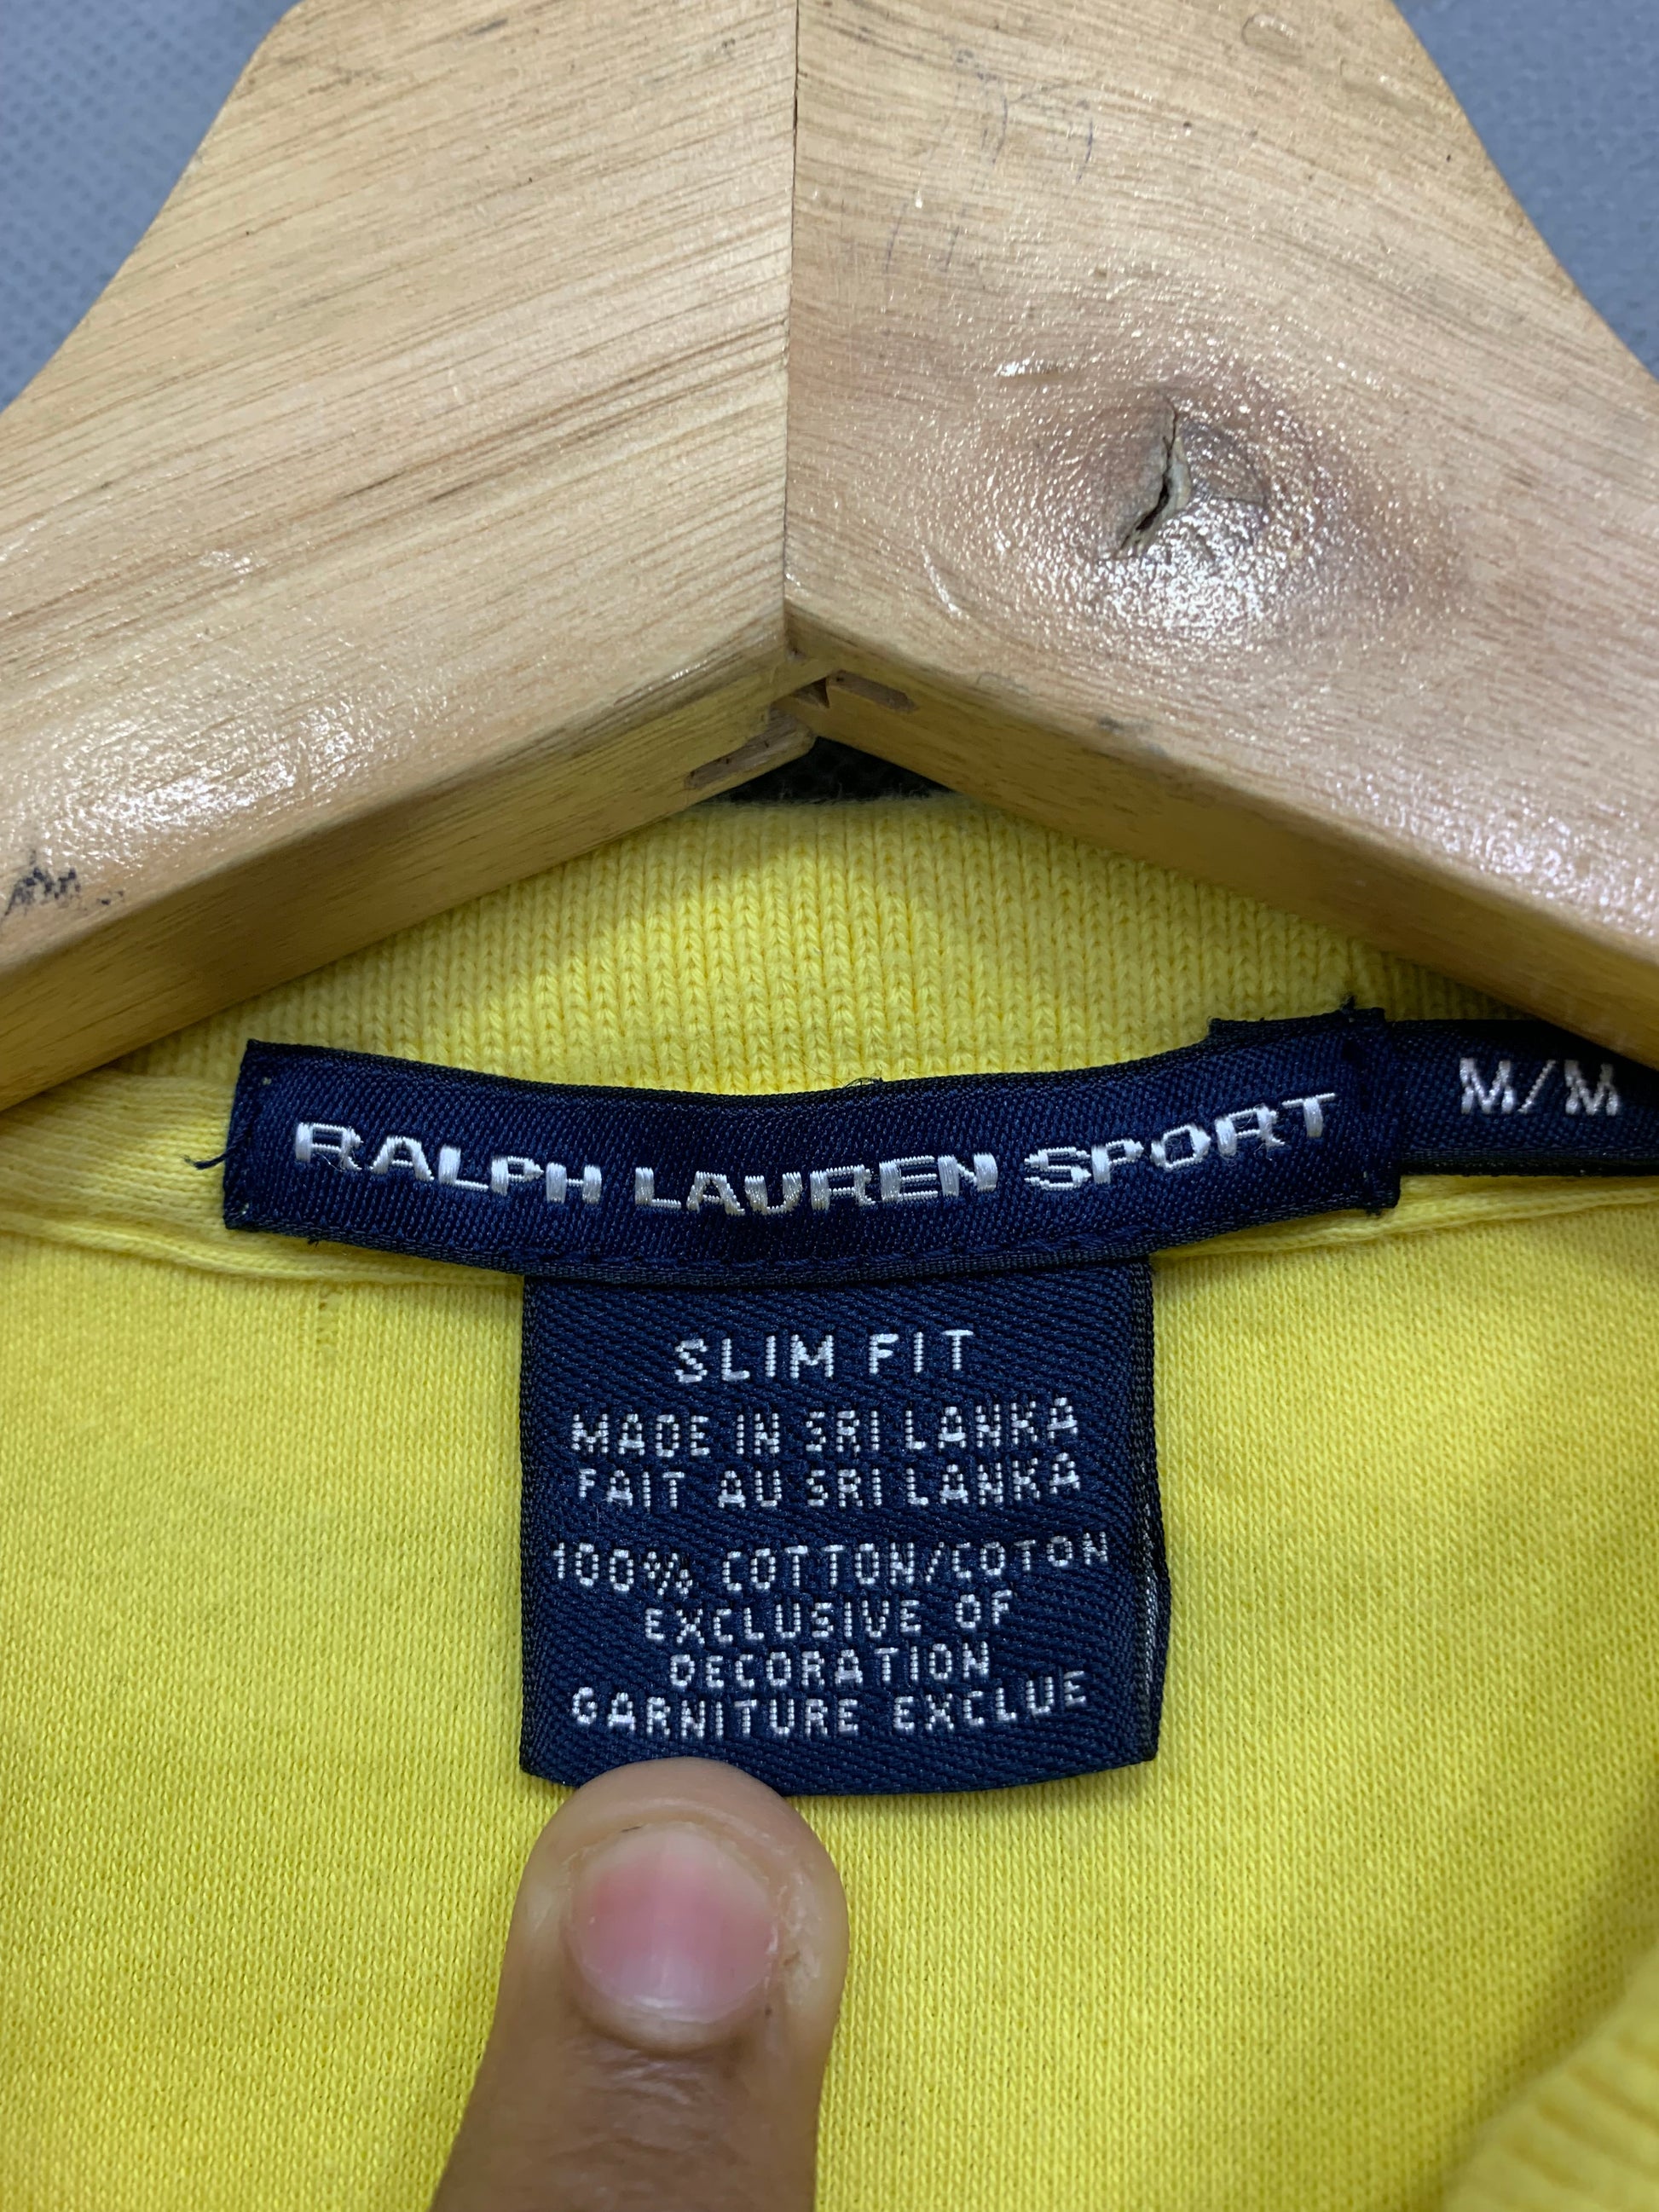 RALPH LAUREN SPORT
M/M
SLIM FIT
MADE IN SRI LANKA
FAIT AU SRI LANKA
100% COTTON/COTON
EXCLUSIVE OF
DECORATION
GARNITURE EXCLUE